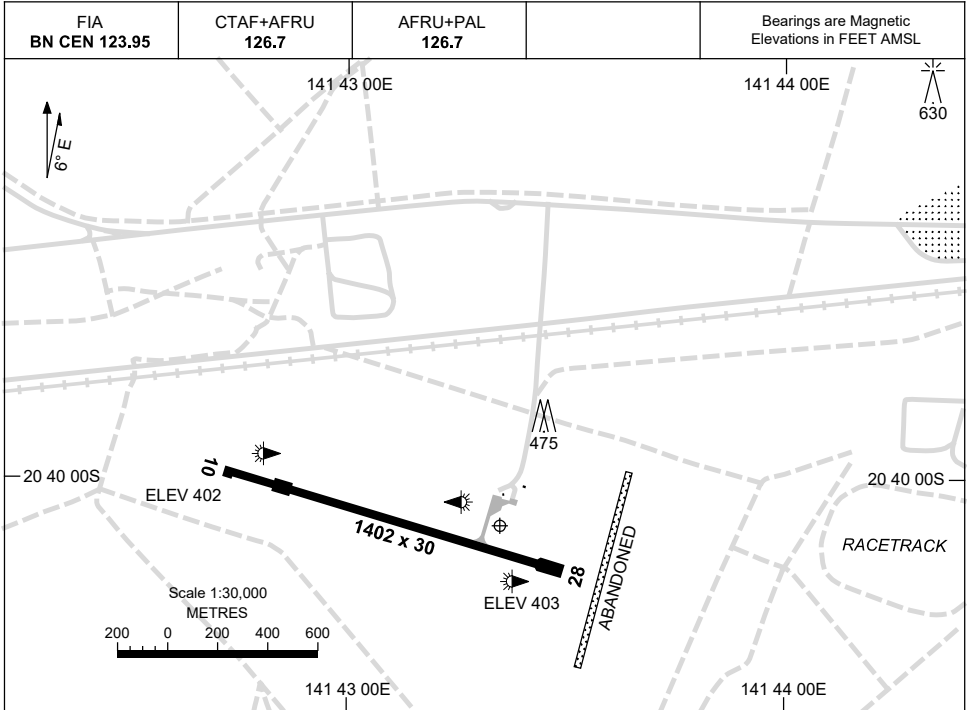 FIA
BN CEN 123.95
CTAF+AFRU
126.7
AFRU+PAL
126.7
Bearings are Magnetic
Elevations in FEET AMSL
141 43 00E
141 44 00E
630
6° E
475
10
20 40 00S
20 40 00S
ELEV 402
1402 x 30
RACETRACK
28
ELEV 403
ABANDONED
Scale 1:30,000
METRES
200 0 200 400 600
141 43 00E
141 44 00E